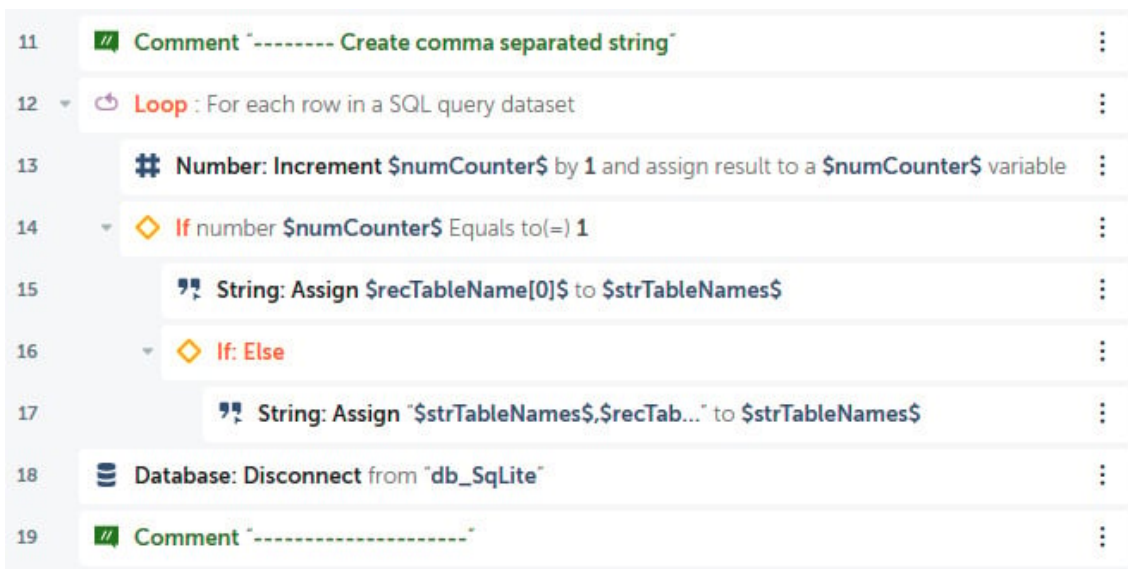 11 Comment "-------- Create comma separated string"
12 Loop : For each row in a SQL query dataset
13 Number: Increment $numCounter$ by 1 and assign result to a $numCounter$ variable
14 If number $numCounter$ Equals to(=) 1
15 String: Assign $recTableName[0]$ to $strTableNames$
16 If: Else
17 String: Assign "$strTableNames$,$recTab..." to $strTableNames$
18 Database: Disconnect from "db_SqLite"
19 Comment "---------------------"